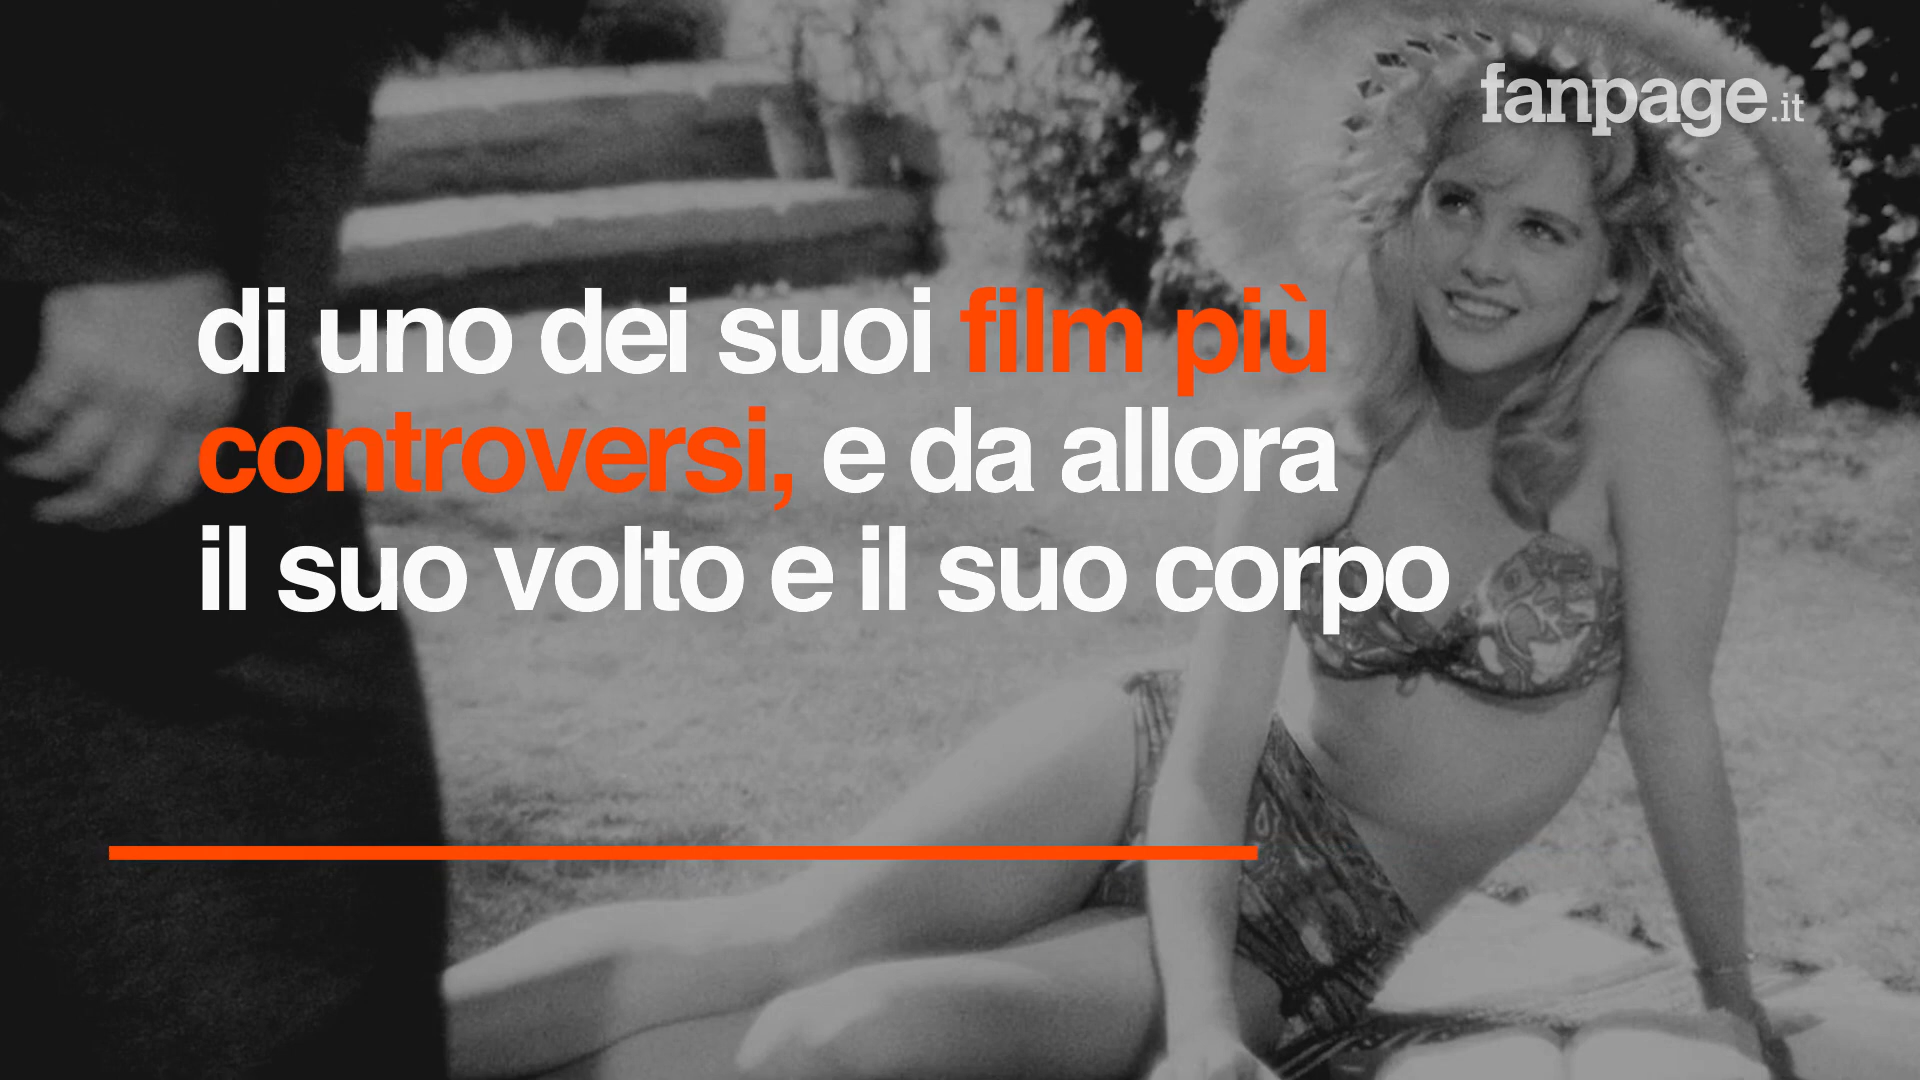 fanpage.it
di uno dei suoi film più
controversi, e da allora
il suo volto e il suo corpo